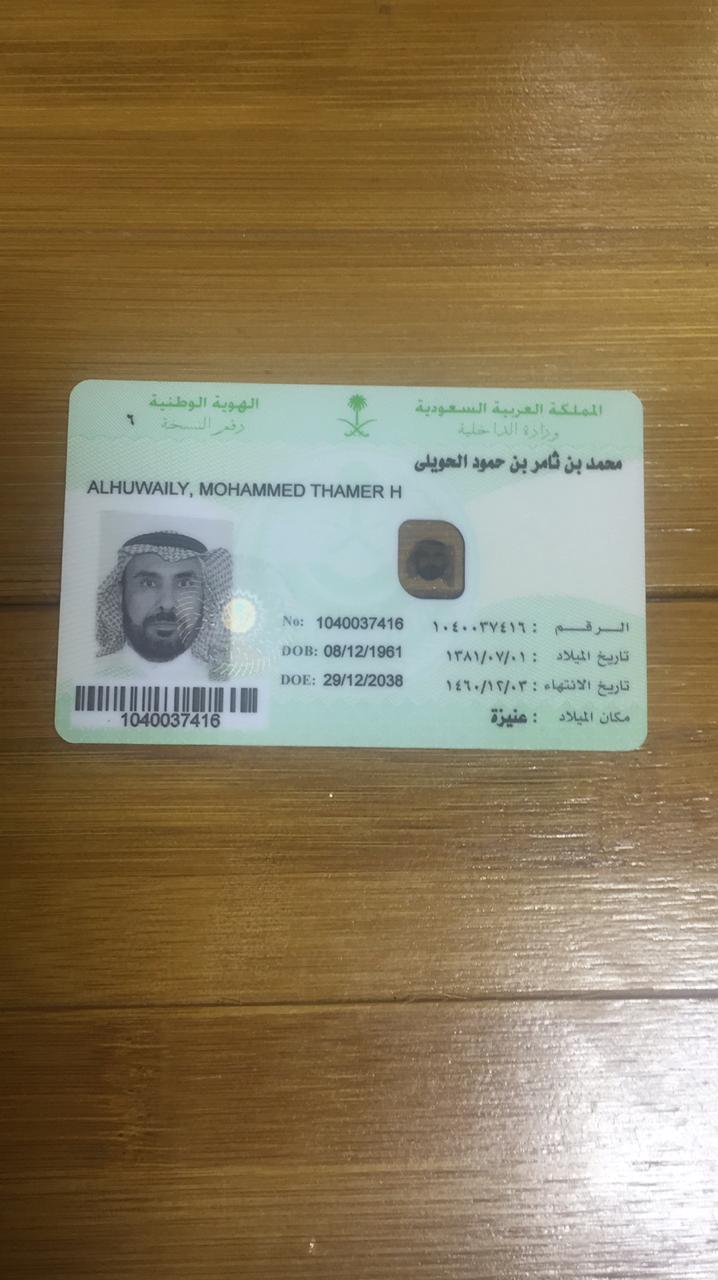 المملكة العربية السعودية
وزارة الداخلية
الهوية الوطنية
رقم النسخة ٦
محمد بن ثامر بن حمود الحويلى
ALHUWAILY, MOHAMMED THAMER H
الـــرقـــم : ١٠٤٠٠٣٧٤١٦
No: 1040037416
تاريخ الميلاد : ١٣٨١/٠٧/٠١
DOB: 08/12/1961
تاريخ الانتهاء : ١٤٦٠/١٢/٠٣
DOE: 29/12/2038
مكان الميلاد : عنيزة
1040037416